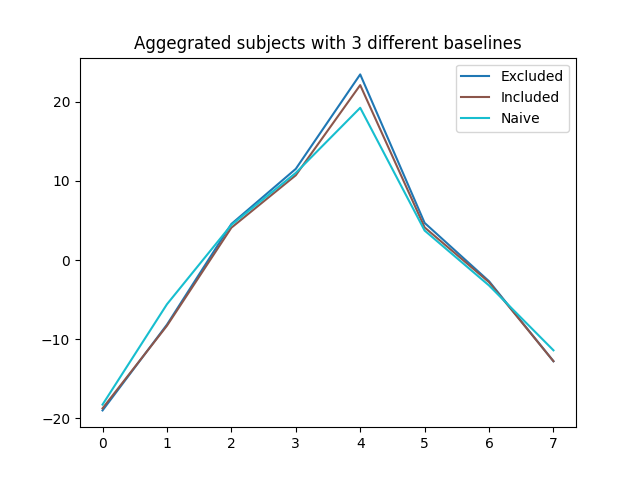 Aggegrated subjects with 3 different baselines
Excluded
Included
Naive
20
10
0
−10
−20
0 1 2 3 4 5 6 7